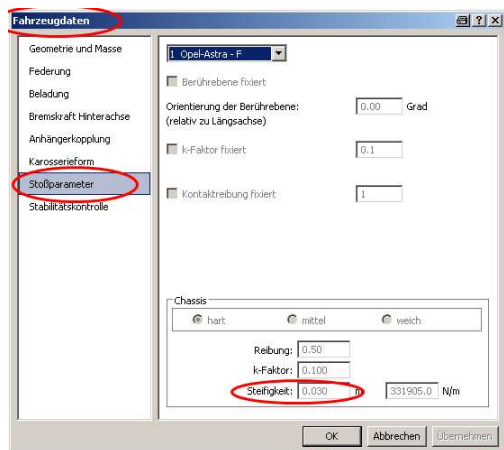 Fahrzeugdaten
Geometrie und Masse
Federung
Beladung
Bremskraft Hinterachse
Anhängerkopplung
Karosserieform
Stoßparameter
Stabilitätskontrolle
1 Opel-Astra - F
Berührebene fixiert
Orientierung der Berührebene: 0.00 Grad
(relativ zu Längsachse)
k-Faktor fixiert 0.1
Kontaktreibung fixiert 1
Chassis
hart mittel weich
Reibung: 0.50
k-Faktor: 0.100
Steifigkeit: 0.030 m 331905.0 N/m
OK Abbrechen Übernehmen